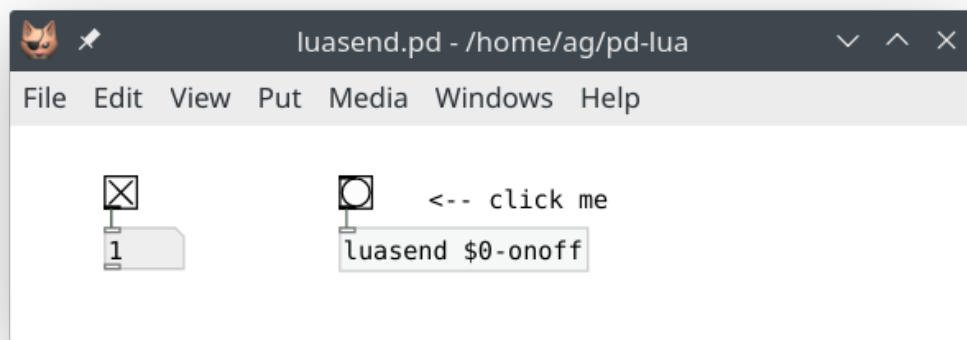 luasend.pd - /home/ag/pd-lua
File Edit View Put Media Windows Help
<-- click me
1 luasend $0-onoff